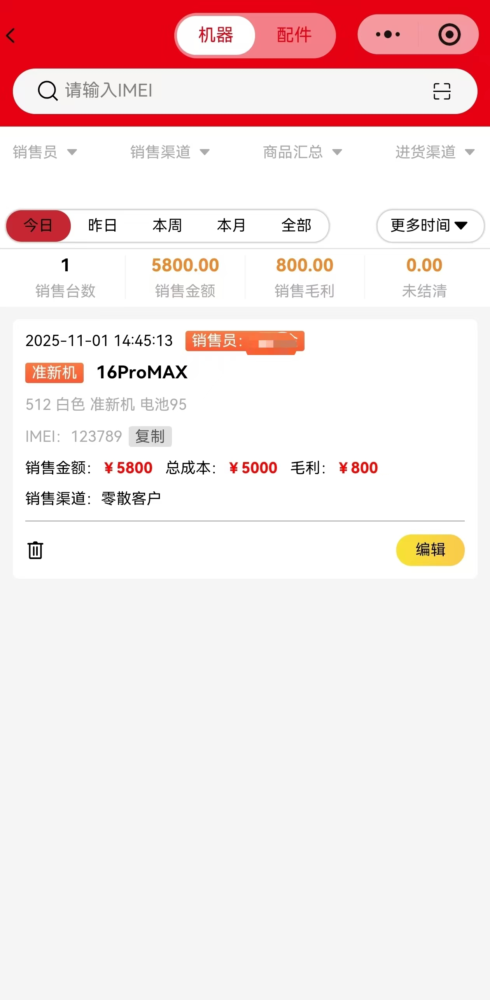 机器 配件
请输入IMEI
销售员 销售渠道 商品汇总 进货渠道
今日 昨日 本周 本月 全部 更多时间
1 5800.00 800.00 0.00
销售台数 销售金额 销售毛利 未结清
2025-11-01 14:45:13 销售员：
准新机 16ProMAX
512 白色 准新机 电池95
IMEI： 123789 复制
销售金额： ¥5800 总成本： ¥5000 毛利： ¥800
销售渠道：零散客户
编辑